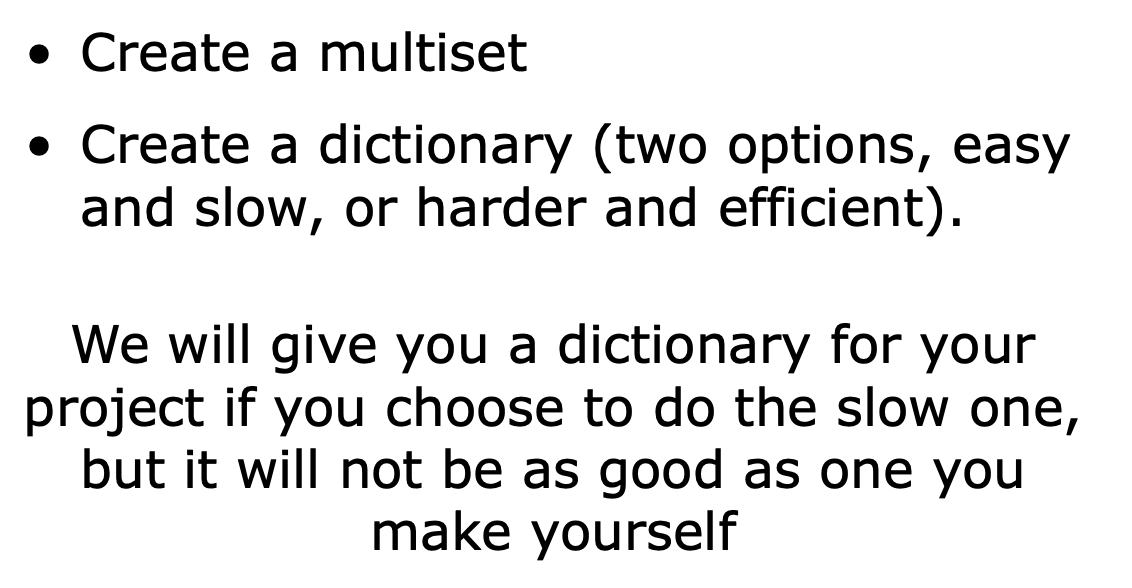 • Create a multiset
• Create a dictionary (two options, easy
and slow, or harder and efficient).
We will give you a dictionary for your
project if you choose to do the slow one,
but it will not be as good as one you
make yourself